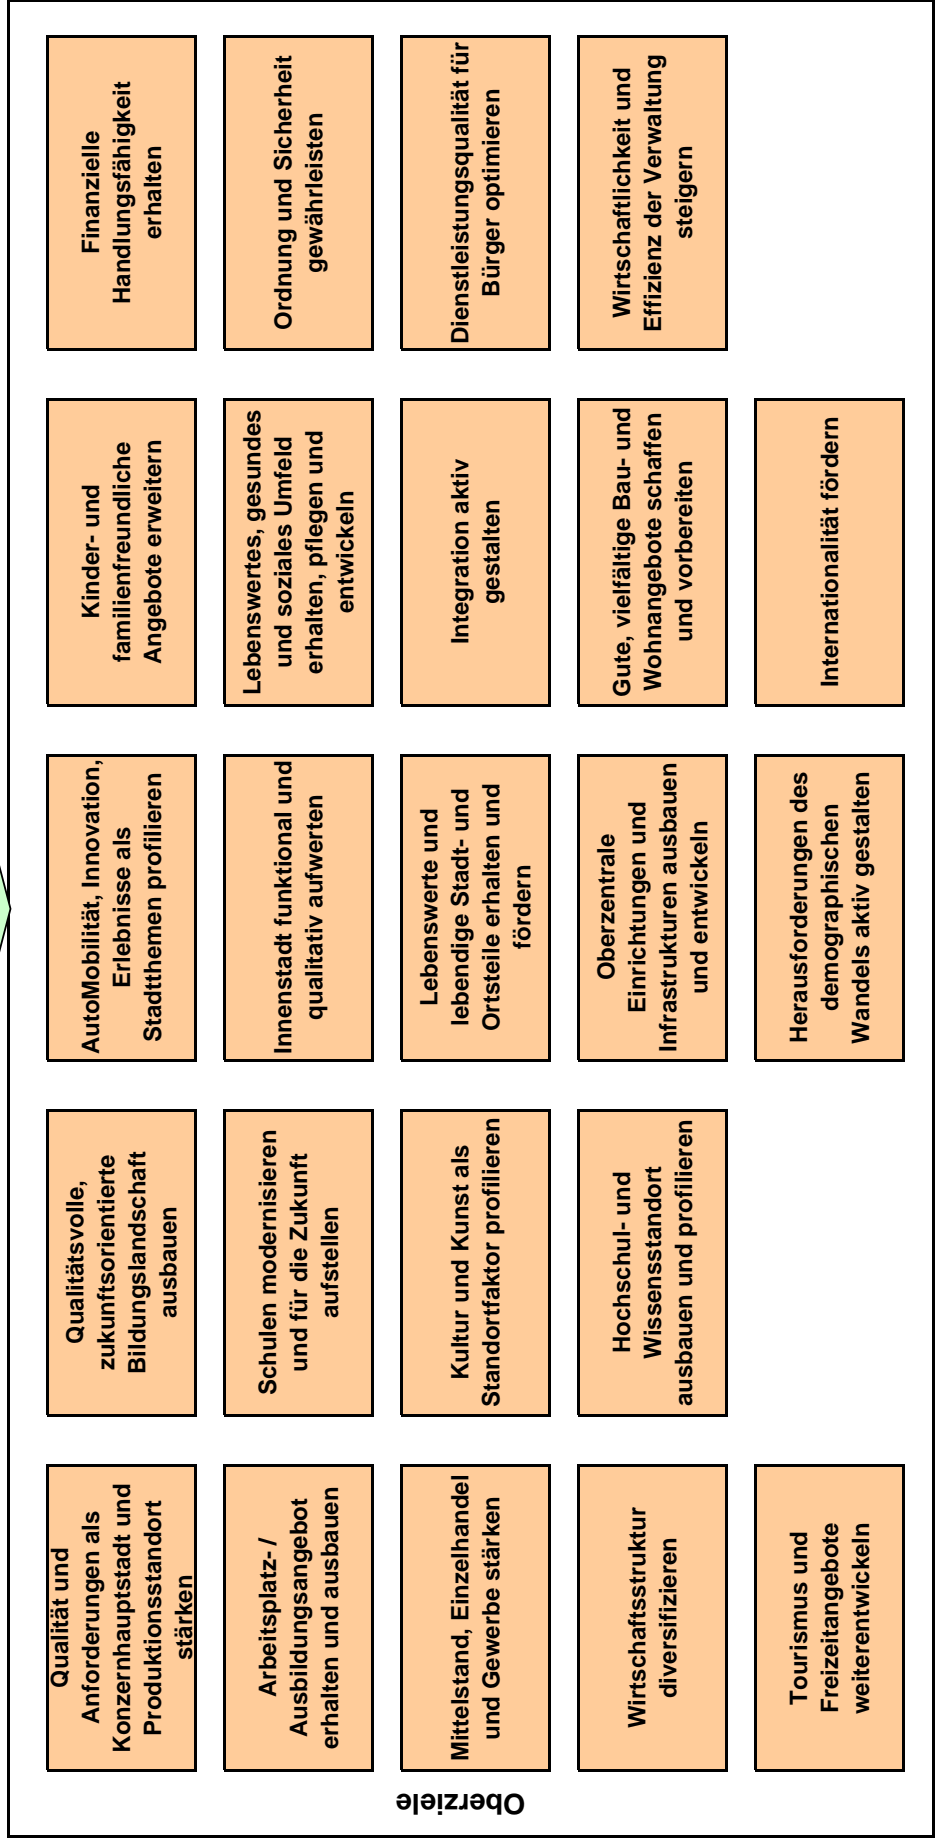 Oberziele
Qualität und
Anforderungen als
Konzernhauptstadt und
Produktionsstandort
stärken
Arbeitsplatz- /
Ausbildungsangebot
erhalten und ausbauen
Mittelstand, Einzelhandel
und Gewerbe stärken
Wirtschaftsstruktur
diversifizieren
Tourismus und
Freizeitangebote
weiterentwickeln
Qualitätsvolle,
zukunftsorientierte
Bildungslandschaft
ausbauen
Schulen modernisieren
und für die Zukunft
aufstellen
Kultur und Kunst als
Standortfaktor profilieren
Hochschul- und
Wissensstandort
ausbauen und profilieren
AutoMobilität, Innovation,
Erlebnisse als
Stadtthemen profilieren
Innenstadt funktional und
qualitativ aufwerten
Lebenswerte und
lebendige Stadt- und
Ortsteile erhalten und
fördern
Oberzentrale
Einrichtungen und
Infrastrukturen ausbauen
und entwickeln
Herausforderungen des
demographischen
Wandels aktiv gestalten
Kinder- und
familienfreundliche
Angebote erweitern
Lebenswertes, gesundes
und soziales Umfeld
erhalten, pflegen und
entwickeln
Integration aktiv
gestalten
Gute, vielfältige Bau- und
Wohnangebote schaffen
und vorbereiten
Internationalität fördern
Finanzielle
Handlungsfähigkeit
erhalten
Ordnung und Sicherheit
gewährleisten
Dienstleistungsqualität für
Bürger optimieren
Wirtschaftlichkeit und
Effizienz der Verwaltung
steigern